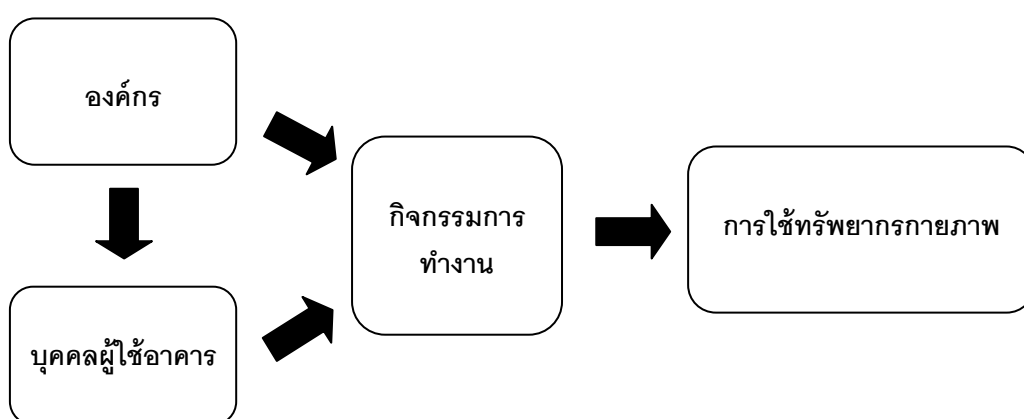 องค์กร
กิจกรรมการ
ทำงาน
การใช้ทรัพยากรกายภาพ
บุคคลผู้ใช้อาคาร